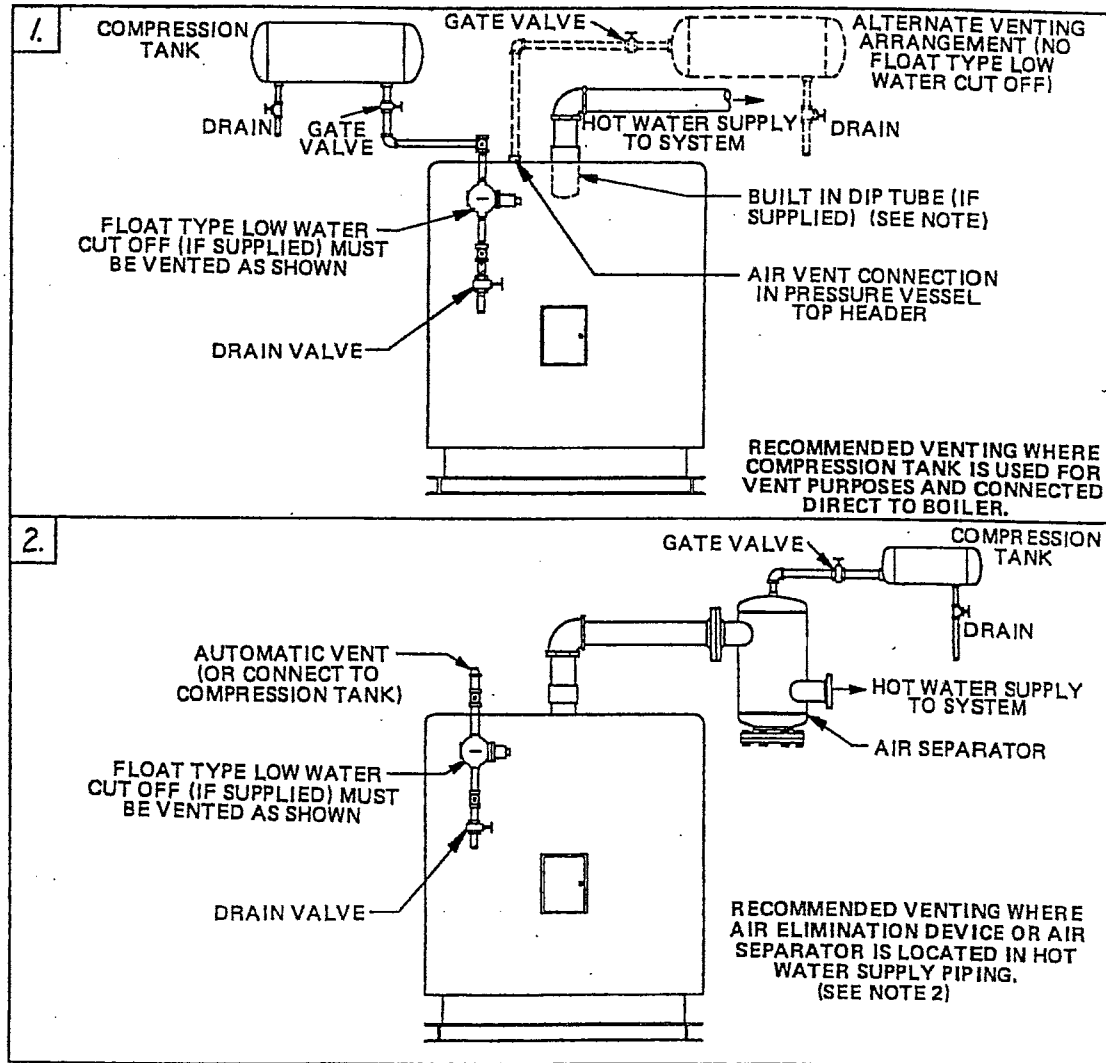 1.
COMPRESSION
TANK
GATE VALVE
ALTERNATE VENTING
ARRANGEMENT (NO
FLOAT TYPE LOW
WATER CUT OFF)
DRAIN
GATE
VALVE
HOT WATER SUPPLY
TO SYSTEM
DRAIN
BUILT IN DIP TUBE (IF
SUPPLIED) (SEE NOTE)
FLOAT TYPE LOW WATER
CUT OFF (IF SUPPLIED) MUST
BE VENTED AS SHOWN
AIR VENT CONNECTION
IN PRESSURE VESSEL
TOP HEADER
DRAIN VALVE
RECOMMENDED VENTING WHERE
COMPRESSION TANK IS USED FOR
VENT PURPOSES AND CONNECTED
DIRECT TO BOILER.
2.
GATE VALVE
COMPRESSION
TANK
DRAIN
AUTOMATIC VENT
(OR CONNECT TO
COMPRESSION TANK)
HOT WATER SUPPLY
TO SYSTEM
AIR SEPARATOR
FLOAT TYPE LOW WATER
CUT OFF (IF SUPPLIED) MUST
BE VENTED AS SHOWN
DRAIN VALVE
RECOMMENDED VENTING WHERE
AIR ELIMINATION DEVICE OR AIR
SEPARATOR IS LOCATED IN HOT
WATER SUPPLY PIPING.
(SEE NOTE 2)